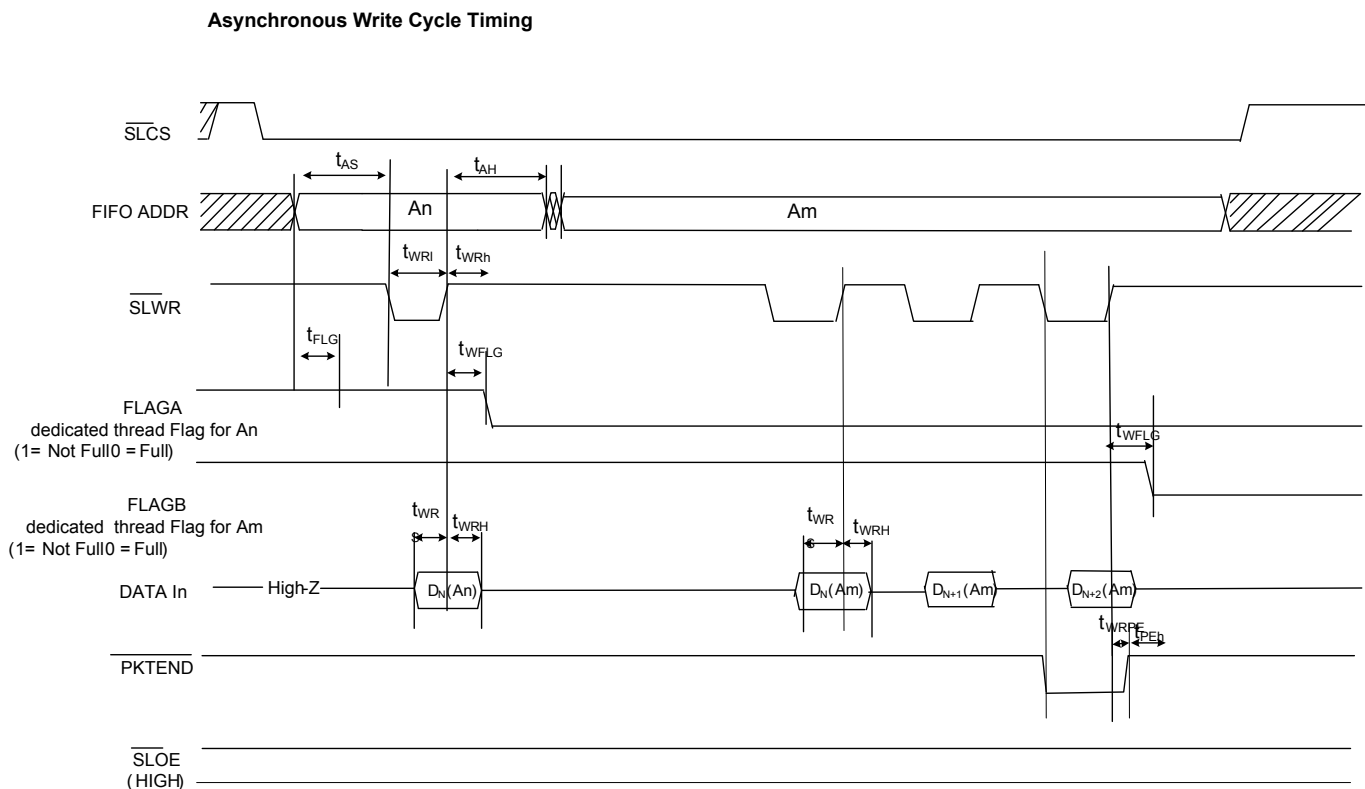 Asynchronous Write Cycle Timing
SLCS
tAS
tAH
FIFO ADDR
An
Am
tWRl
tWRh
SLWR
tFLG
tWFLG
FLAGA
dedicated thread Flag for An
(1= Not Full0 = Full)
tWFLG
FLAGB
dedicated thread Flag for Am
(1= Not Full0 = Full)
tWR
S
tWRH
tWR
S
tWRH
DATA In
High-Z
DN(An)
DN(Am)
DN+1(Am)
DN+2(Am)
tWRPE
tPEh
PKTEND
SLOE
(HIGH)